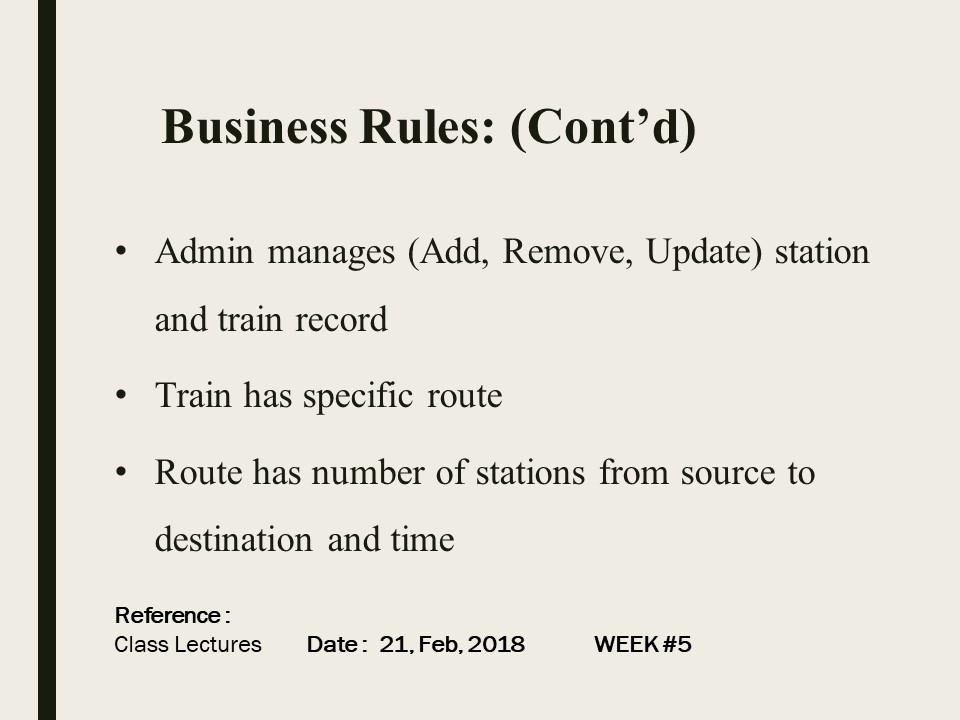 Business Rules: (Cont’d)
• Admin manages (Add, Remove, Update) station
and train record
• Train has specific route
• Route has number of stations from source to
destination and time
Reference :
Class Lectures Date : 21, Feb, 2018 WEEK #5